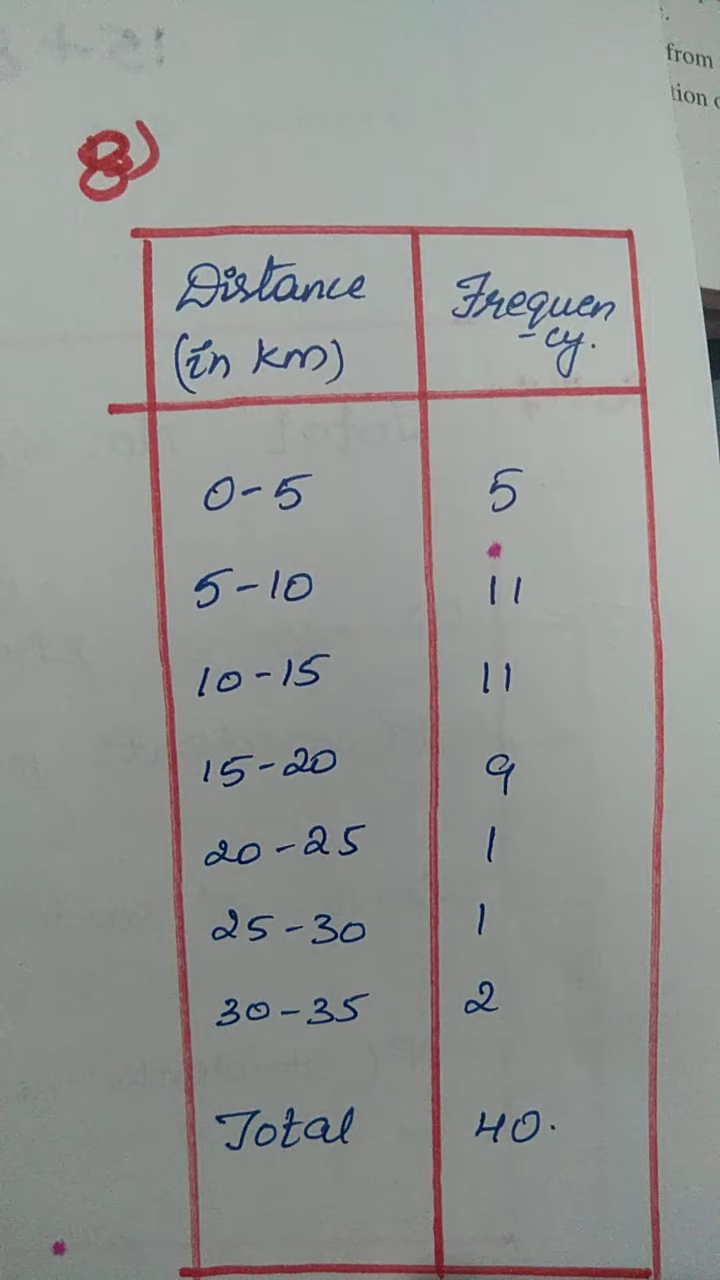 from
tion
8)
Distance Frequen
(in km) -cy.
0-5 5
5-10 11
10-15 11
15-20 9
20-25 1
25-30 1
30-35 2
Total 40.